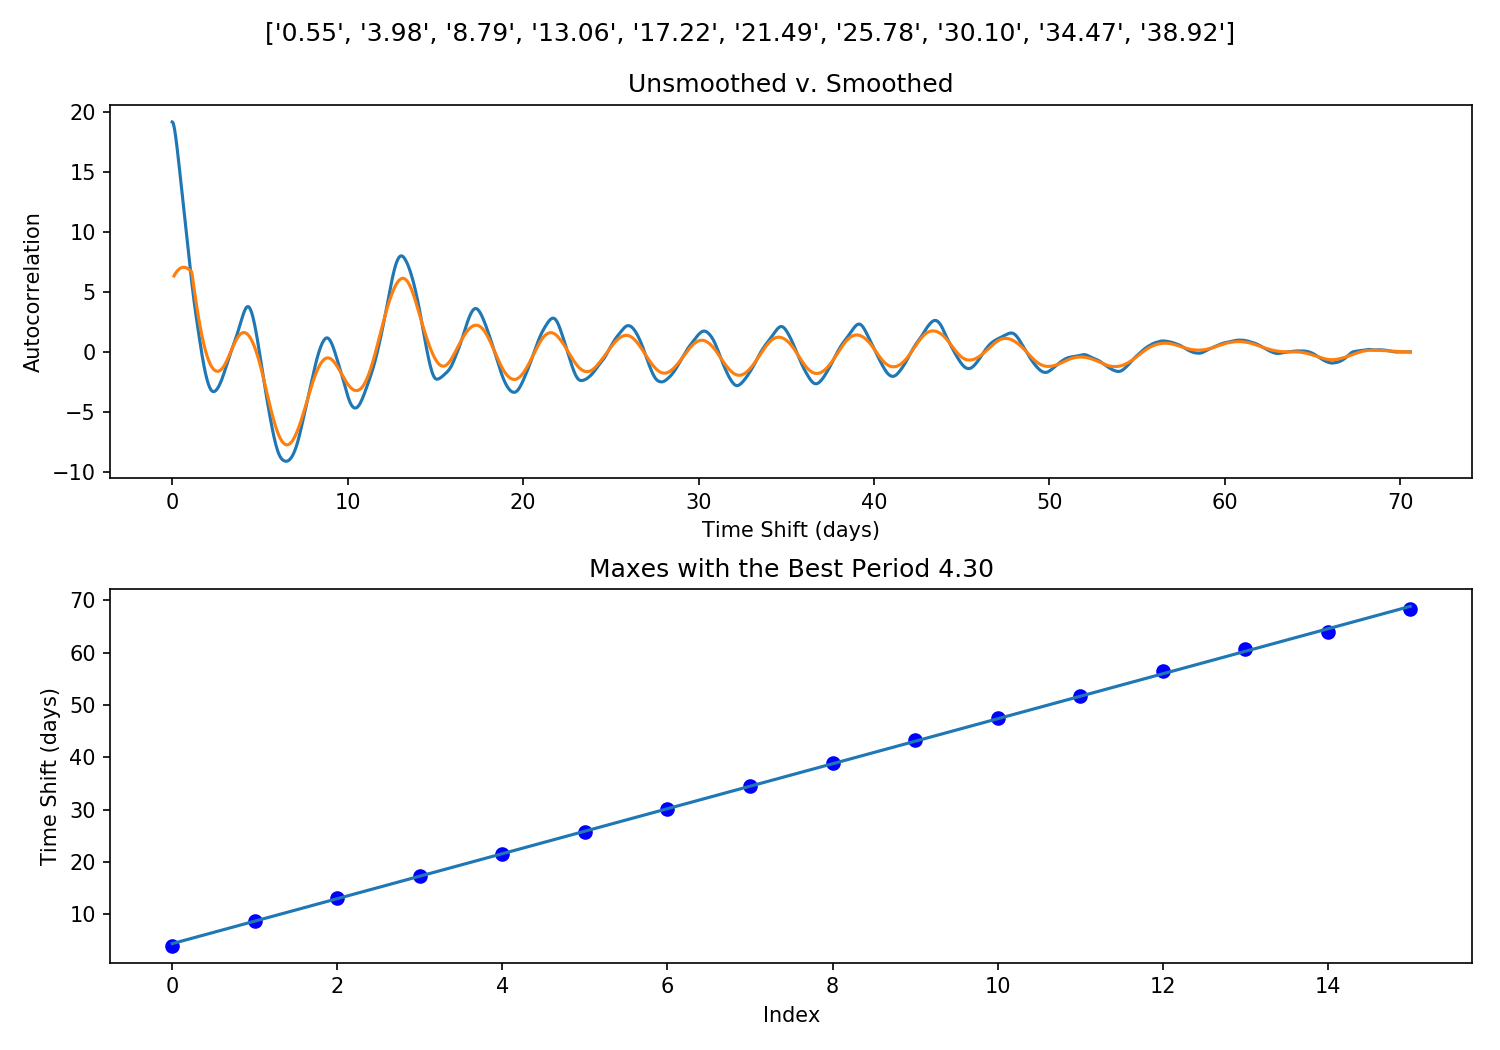 ['0.55', '3.98', '8.79', '13.06', '17.22', '21.49', '25.78', '30.10', '34.47', '38.92']
Unsmoothed v. Smoothed
Autocorrelation
20
15
10
5
0
−5
−10
0 10 20 30 40 50 60 70
Time Shift (days)
Maxes with the Best Period 4.30
Time Shift (days)
70
60
50
40
30
20
10
0 2 4 6 8 10 12 14
Index